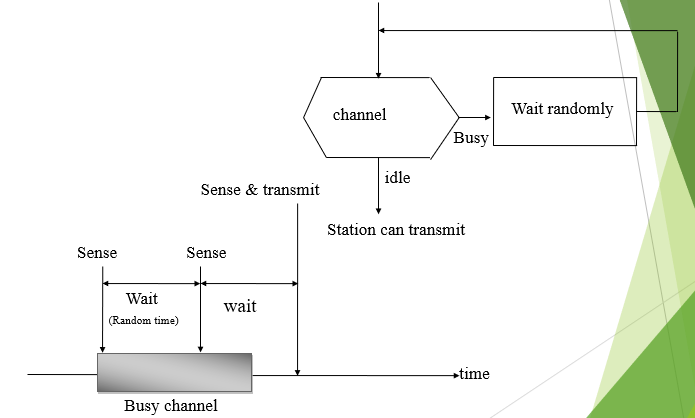 channel
Wait randomly
Busy
idle
Station can transmit
Sense & transmit
Sense
Sense
Wait
(Random time)
wait
time
Busy channel